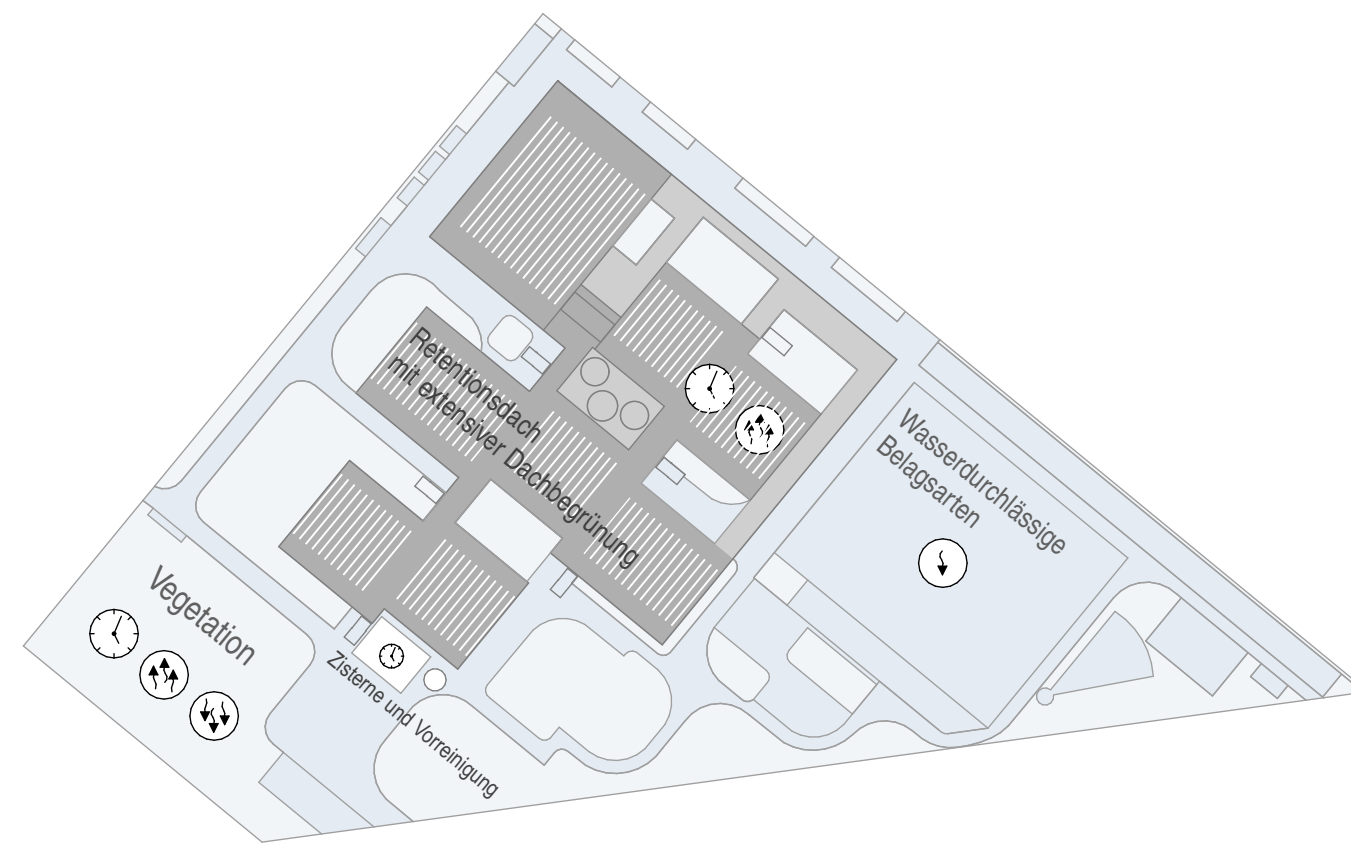 Retentionsdach
mit extensiver Dachbegrünung
Wasserdurchlässige
Belagsarten
Vegetation
Zisterne und Vorreinigung